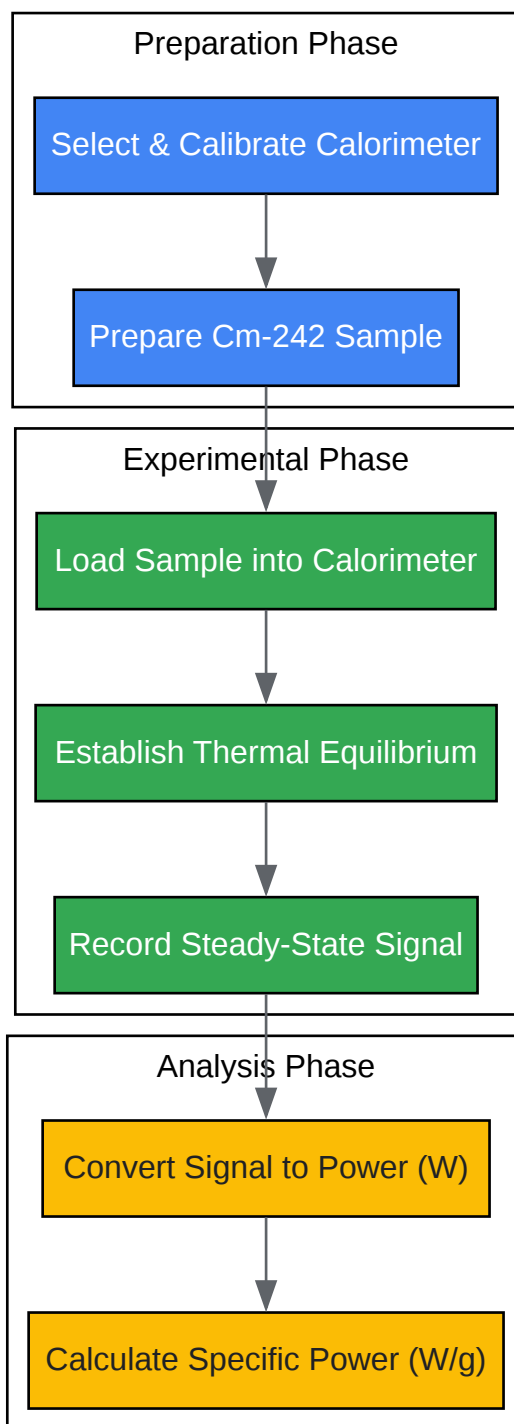 Preparation Phase
Select & Calibrate Calorimeter
Prepare Cm-242 Sample
Experimental Phase
Load Sample into Calorimeter
Establish Thermal Equilibrium
Record Steady-State Signal
Analysis Phase
Convert Signal to Power (W)
Calculate Specific Power (W/g)